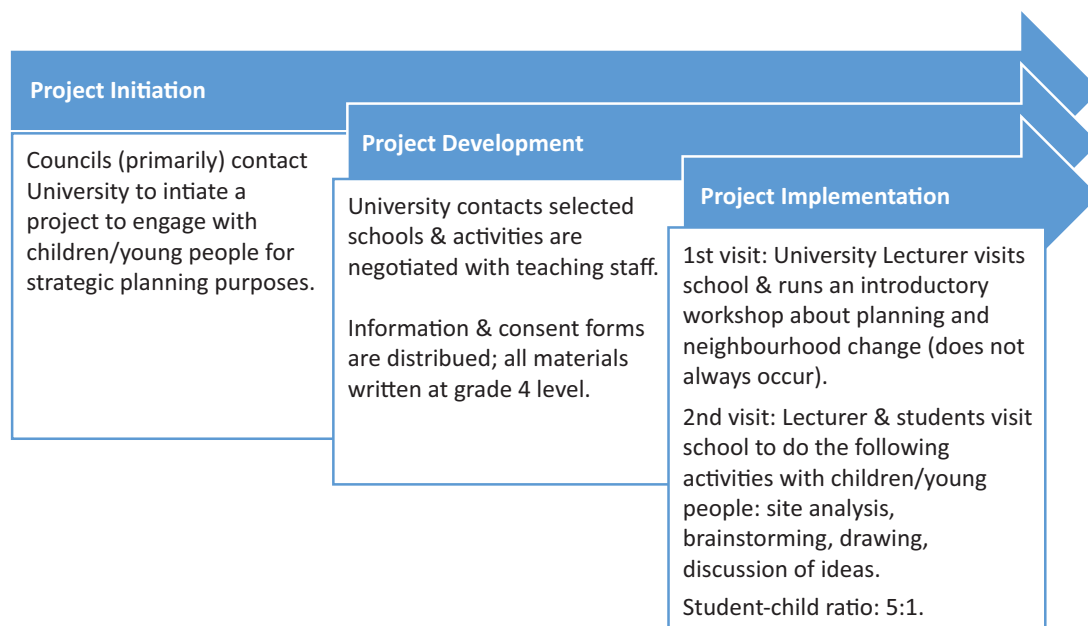 Project Initiation
Councils (primarily) contact
University to intiate a
project to engage with
children/young people for
strategic planning purposes.
Project Development
University contacts selected
schools & activities are
negotiated with teaching staff.
Information & consent forms
are distribued; all materials
written at grade 4 level.
Project Implementation
1st visit: University Lecturer visits
school & runs an introductory
workshop about planning and
neighbourhood change (does not
always occur).
2nd visit: Lecturer & students visit
school to do the following
activities with children/young
people: site analysis,
brainstorming, drawing,
discussion of ideas.
Student-child ratio: 5:1.